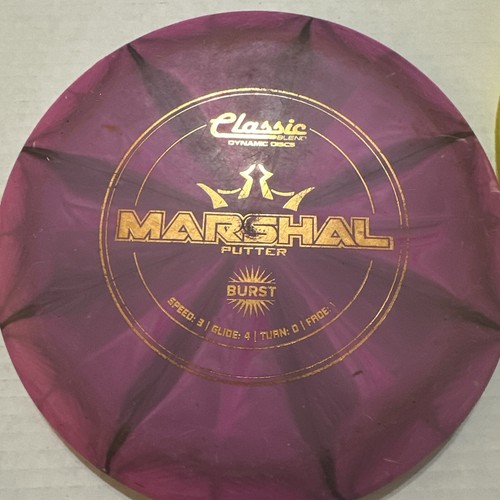 Classic
BLEND
DYNAMIC DISCS
MARSHAL
PUTTER
BURST
SPEED: 3 | GLIDE: 4 | TURN: 0 | FADE: 1